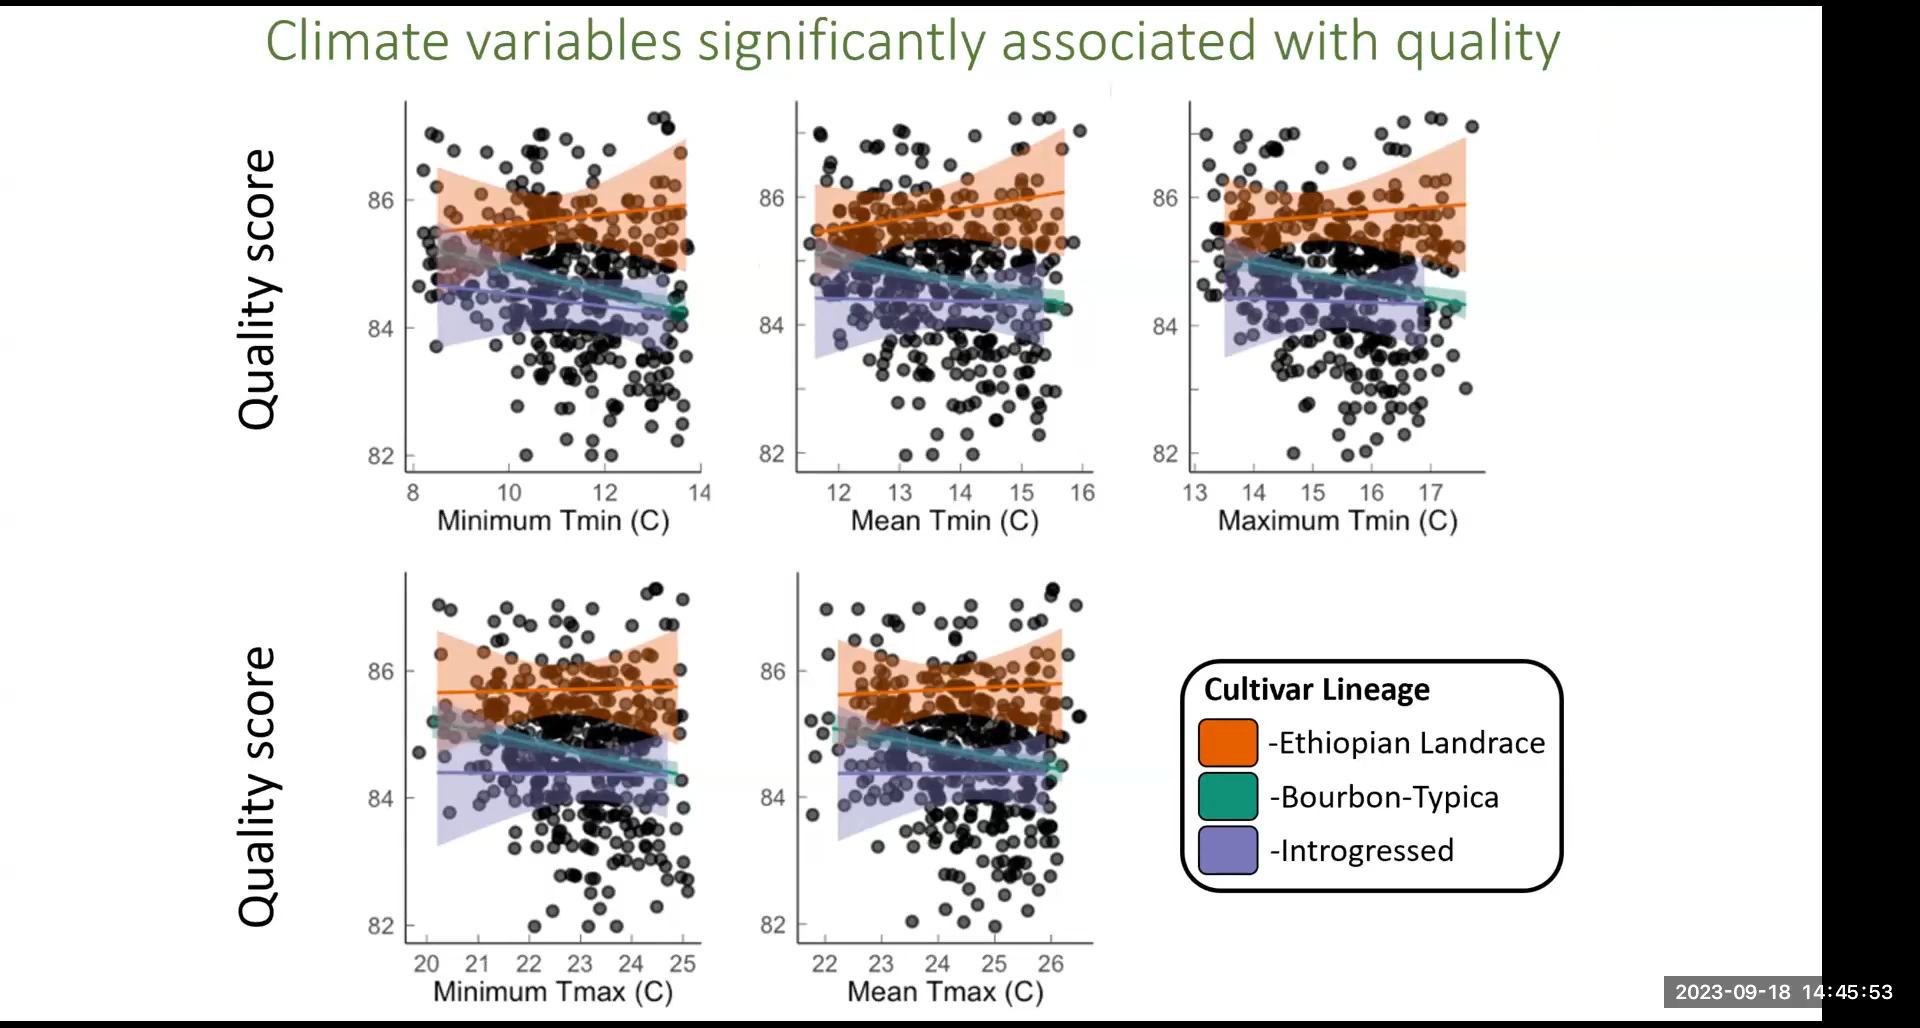 Climate variables significantly associated with quality
Quality score
86
84
82
8 10 12 14
Minimum Tmin (C)
86
84
82
12 13 14 15 16
Mean Tmin (C)
86
84
82
13 14 15 16 17
Maximum Tmin (C)
Quality score
86
84
82
20 21 22 23 24 25
Minimum Tmax (C)
86
84
82
22 23 24 25 26
Mean Tmax (C)
Cultivar Lineage
-Ethiopian Landrace
-Bourbon-Typica
-Introgressed
2023-09-18 14:45:53